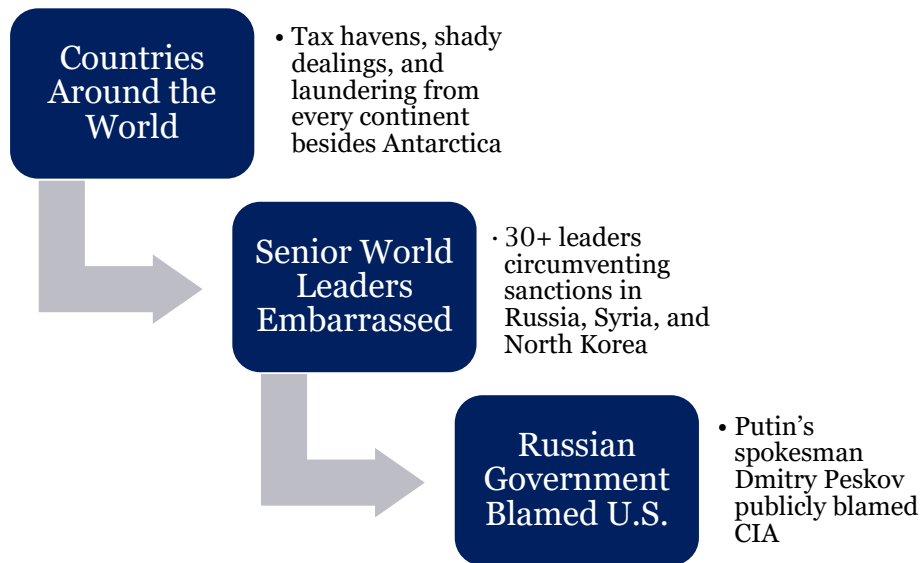 Countries
Around the
World
• Tax havens, shady
dealings, and
laundering from
every continent
besides Antarctica
Senior World
Leaders
Embarrassed
· 30+ leaders
circumventing
sanctions in
Russia, Syria, and
North Korea
Russian
Government
Blamed U.S.
• Putin’s
spokesman
Dmitry Peskov
publicly blamed
CIA